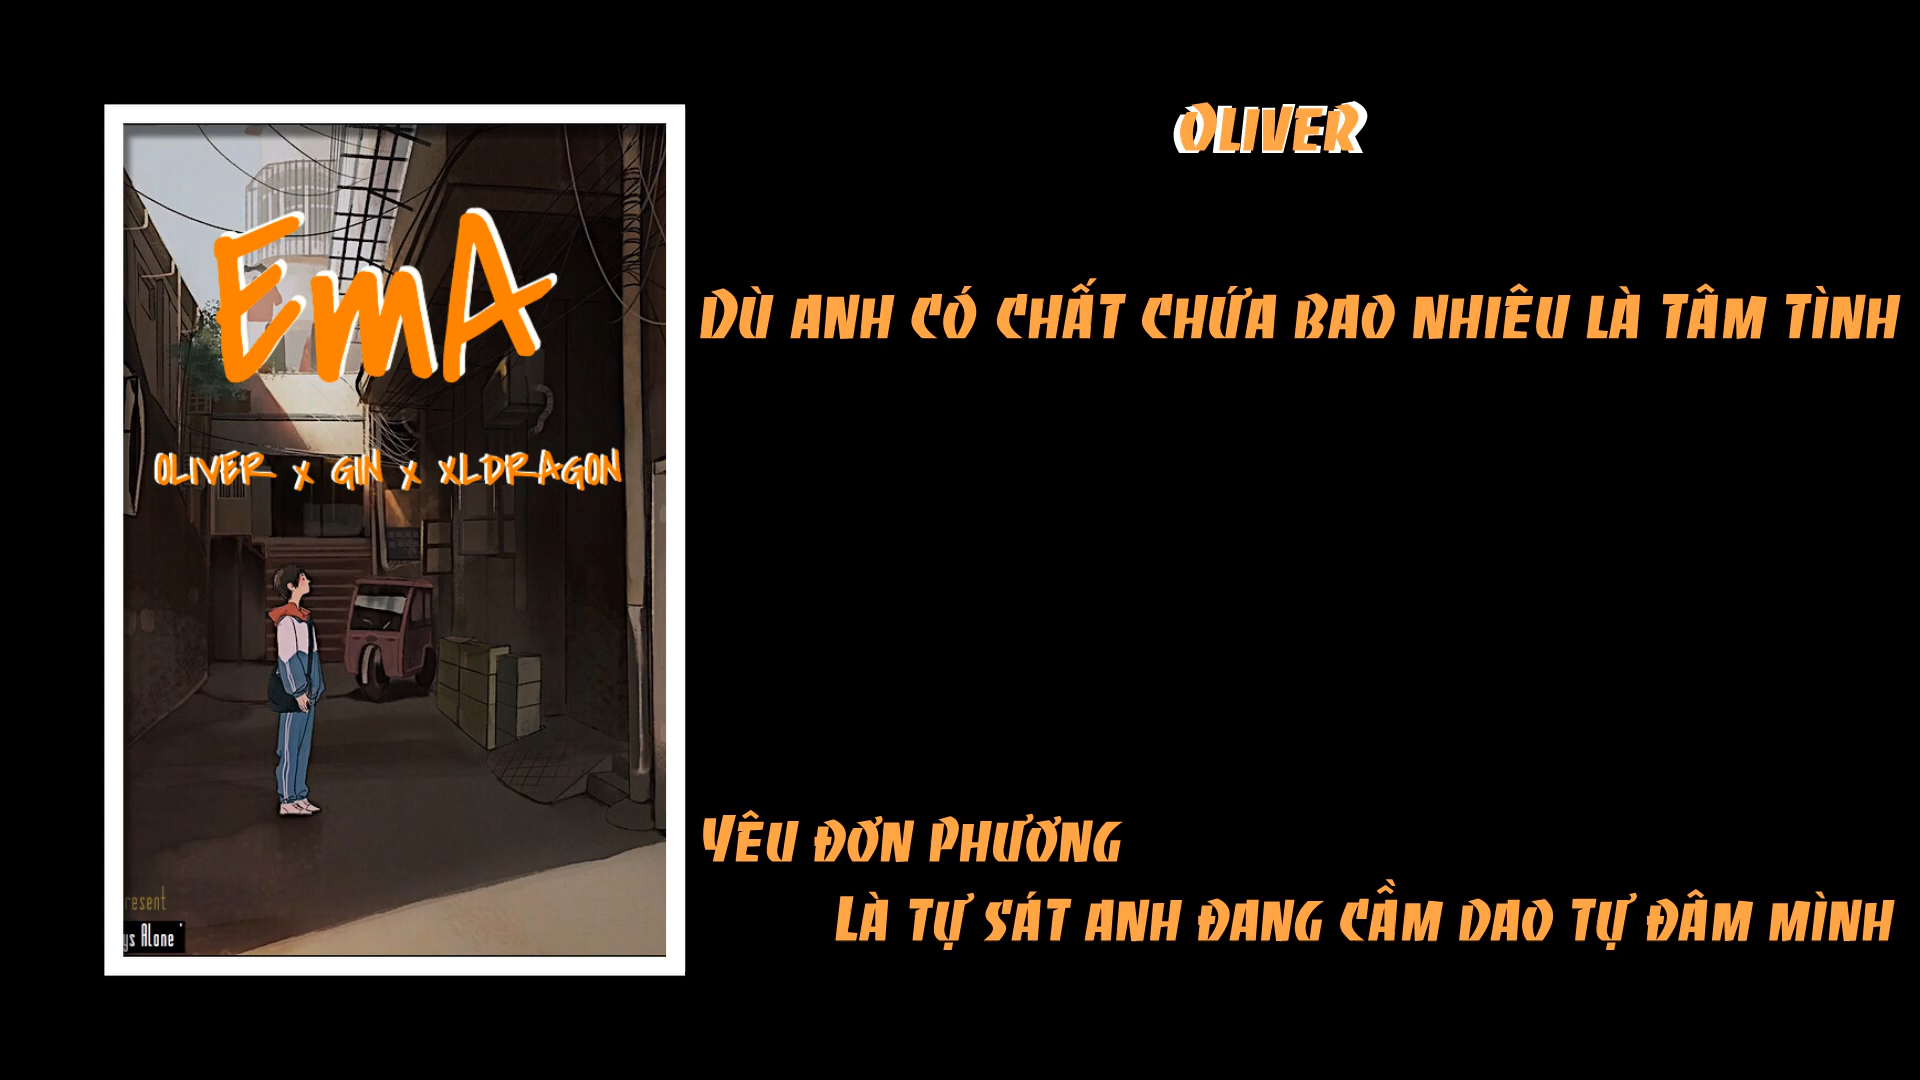 EmA
OLIVER x GIN x XLDRAGON
resent
ys Alone
OLIVER
Dù anh có chất chứa bao nhiêu là tâm tình
Yêu đơn phương
Là tự sát anh đang cầm dao tự đâm mình